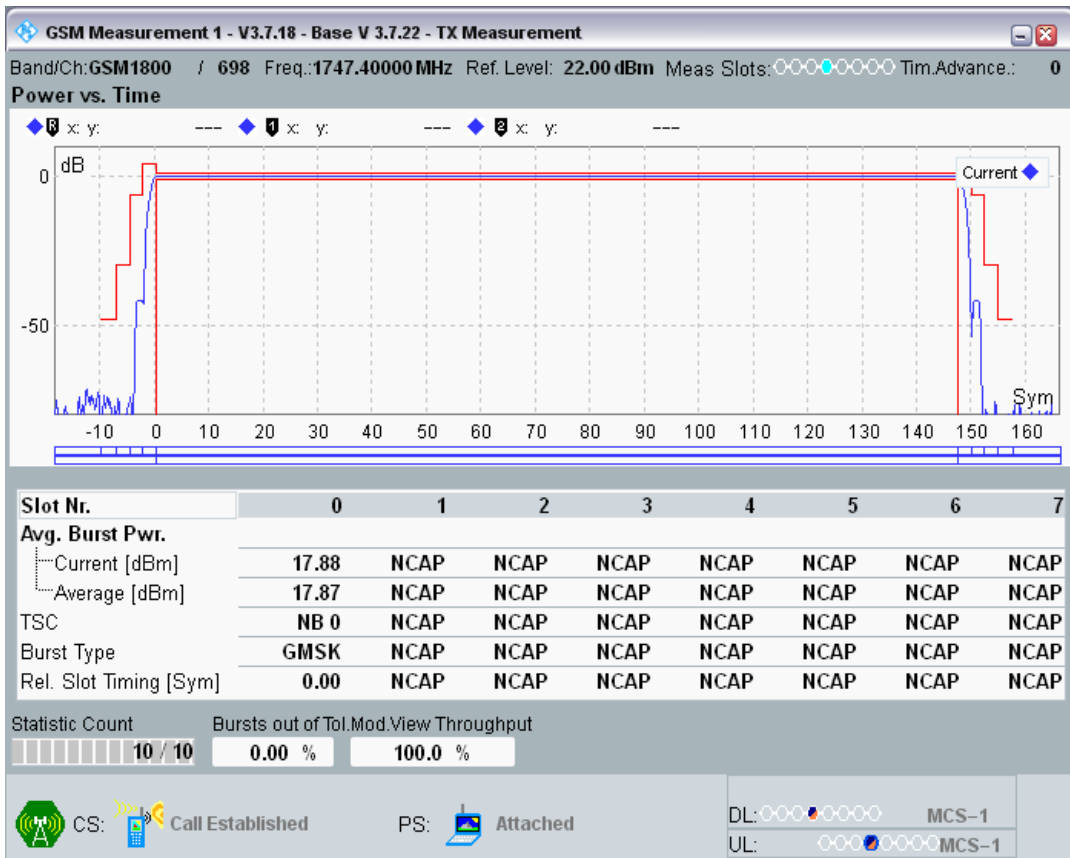 GSM Measurement 1 - V3.7.18 - Base V 3.7.22 - TX Measurement
Band/Ch:GSM1800 / 698 Freq.:1747.40000 MHz Ref. Level: 22.00 dBm Meas Slots: Tim.Advance.: 0
Power vs. Time
R x: y: --- 1 x: y: --- 2 x: y: ---
dB
Current
0
-50
Sym
-10 0 10 20 30 40 50 60 70 80 90 100 110 120 130 140 150 160
Slot Nr. 0 1 2 3 4 5 6 7
Avg. Burst Pwr.
Current [dBm] 17.88 NCAP NCAP NCAP NCAP NCAP NCAP NCAP
Average [dBm] 17.87 NCAP NCAP NCAP NCAP NCAP NCAP NCAP
TSC NB 0 NCAP NCAP NCAP NCAP NCAP NCAP NCAP
Burst Type GMSK NCAP NCAP NCAP NCAP NCAP NCAP NCAP
Rel. Slot Timing [Sym] 0.00 NCAP NCAP NCAP NCAP NCAP NCAP NCAP
Statistic Count Bursts out of Tol.Mod.View Throughput
10 / 10 0.00 % 100.0 %
CS: Call Established PS: Attached
DL: MCS-1
UL: MCS-1